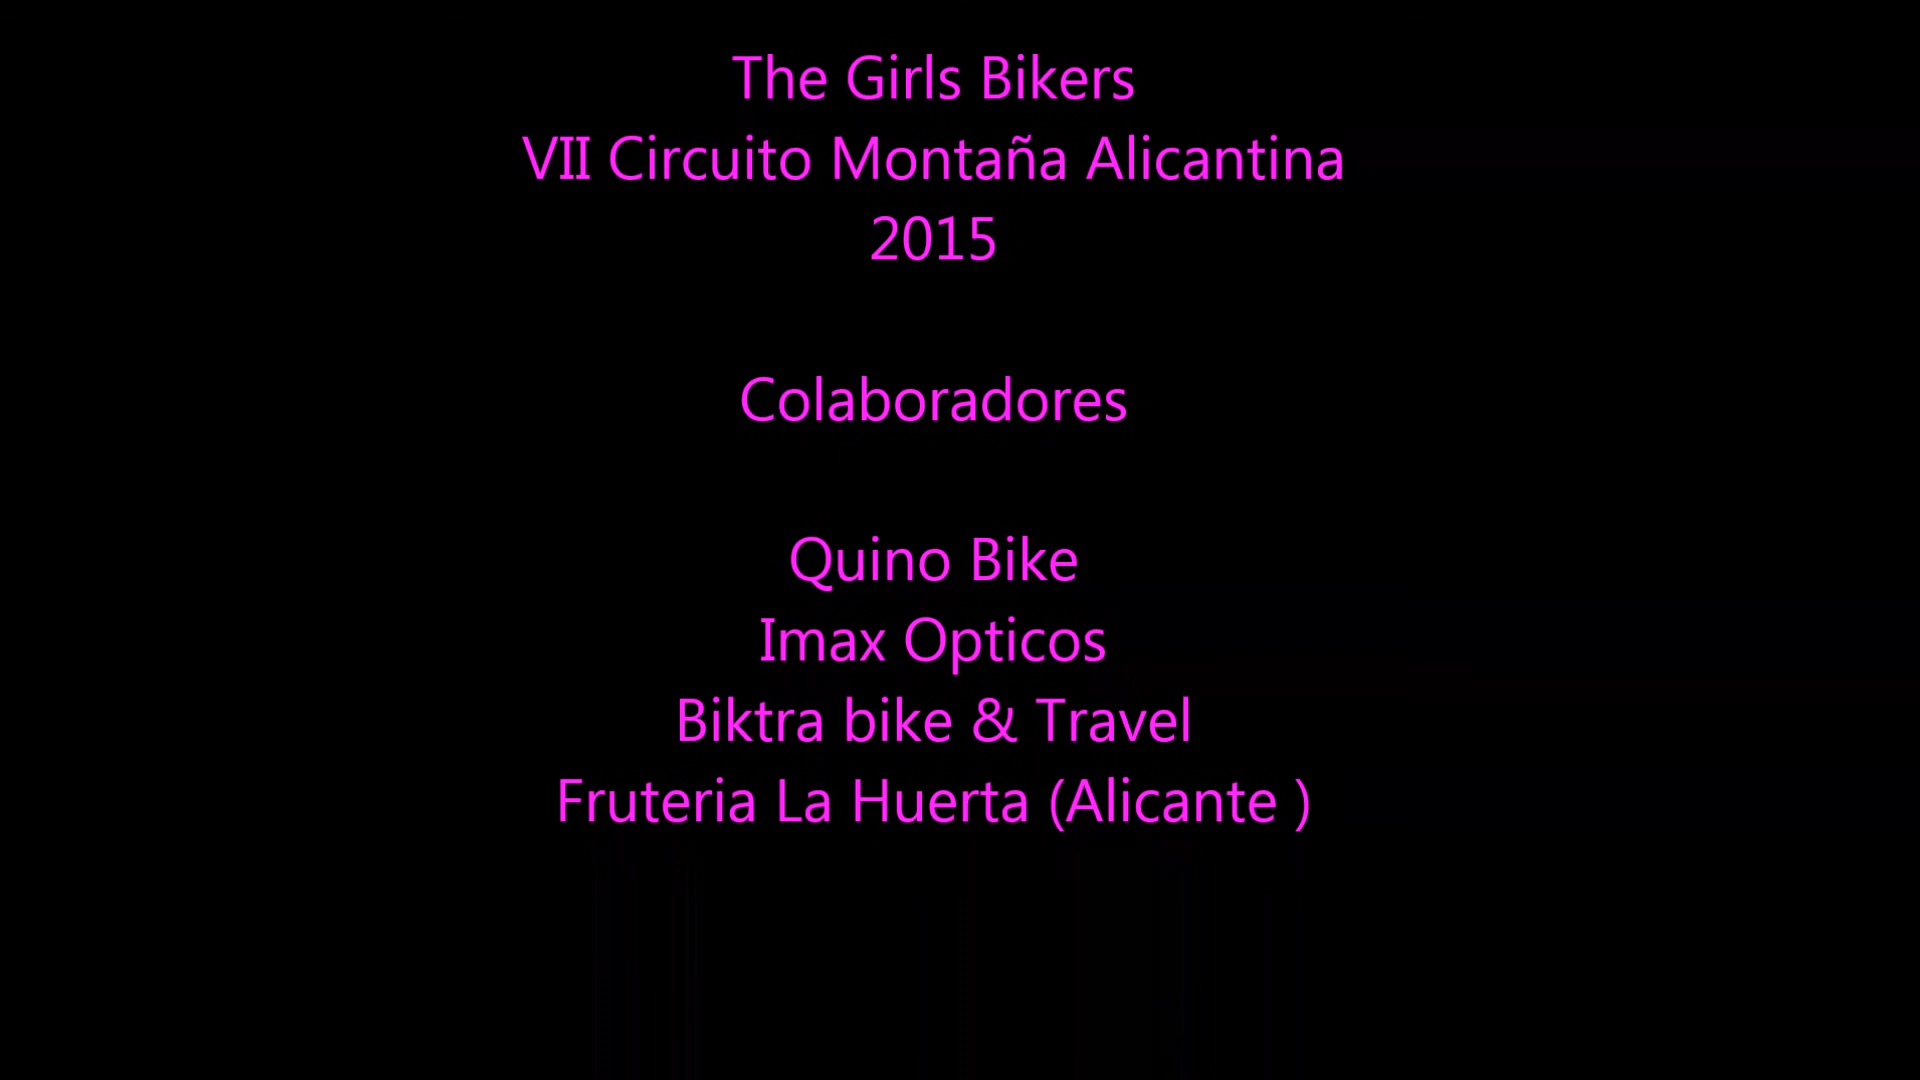 The Girls Bikers
VII Circuito Montaña Alicantina
2015
Colaboradores
Quino Bike
Imax Opticos
Biktra bike & Travel
Fruteria La Huerta (Alicante )